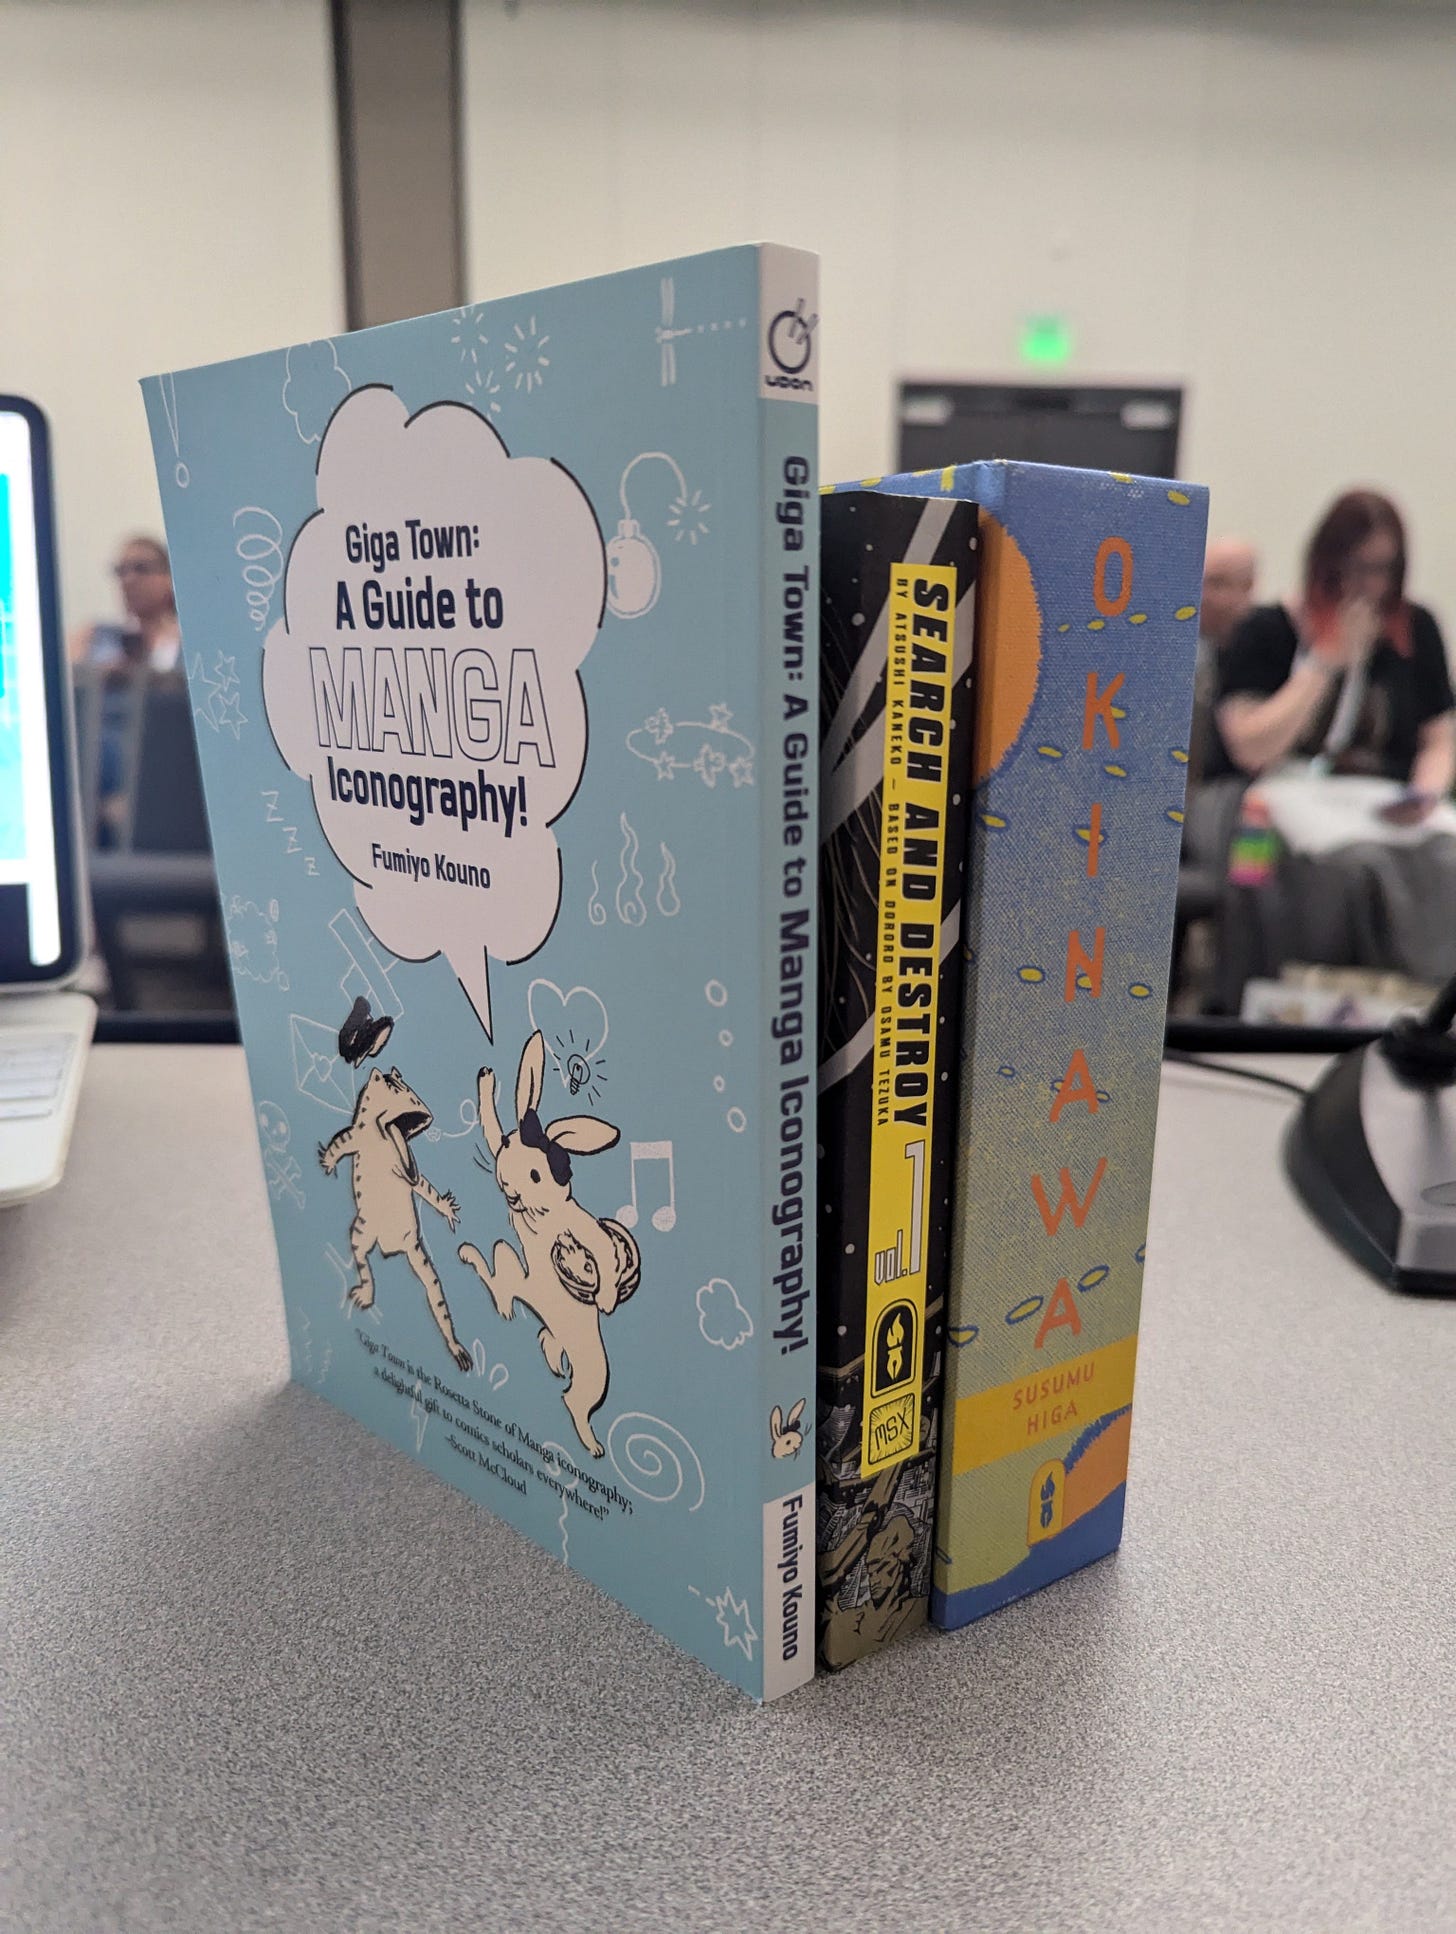 Giga Town:
A Guide to
MANGA
Iconography!
Fumiyo Kouno
"Giga Town is the Rosetta Stone of Manga iconography;
a delightful gift to comics scholars everywhere!"
–Scott McCloud
Z
Z
Z
Z
UDON
Giga Town: A Guide to Manga Iconography!
Fumiyo Kouno
SEARCH AND DESTROY
BY ATSUSHI KANEKO – BASED ON DORORO BY OSAMU TEZUKA
vol. 1
MSX
OKINAWA
SUSUMU
HIGA